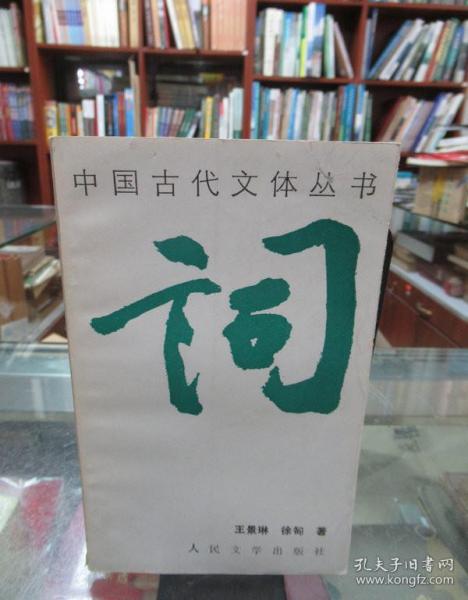 中国古代文体丛书
词
王景琳 徐匋 著
人民文学出版社
孔夫子旧书网
www.kongfz.com